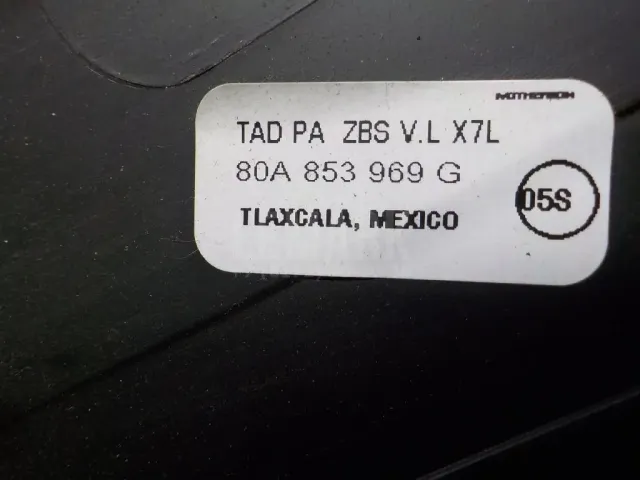 MOTHERSON
TAD PA ZBS V.L X7L
80A 853 969 G
05S
TLAXCALA, MEXICO